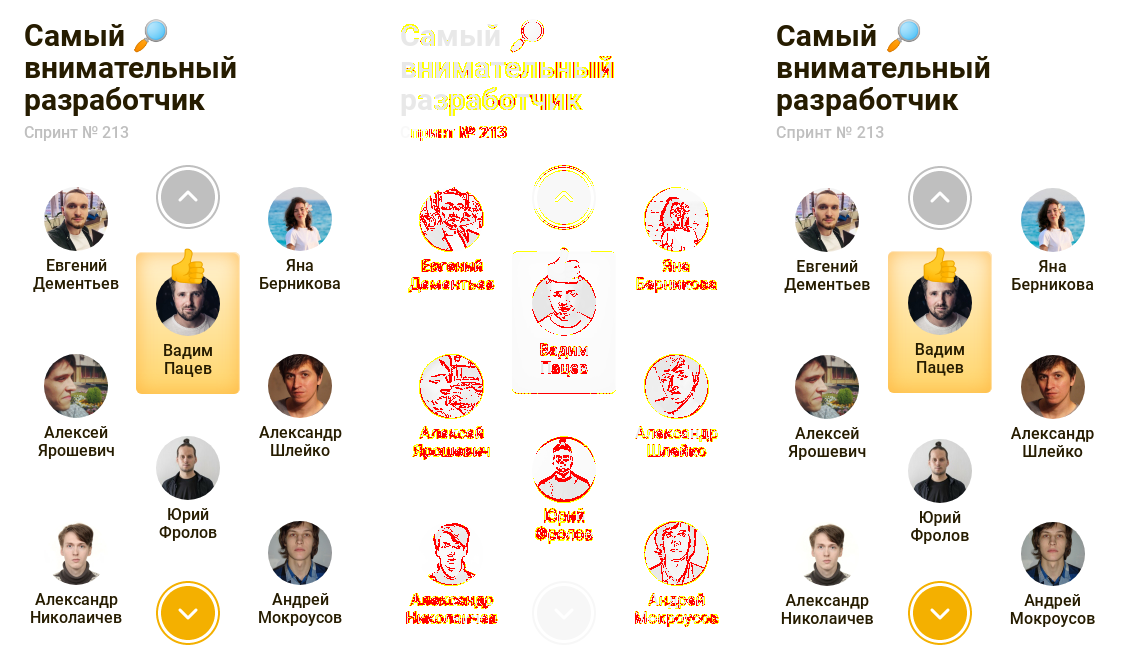 Самый 🔎
внимательный
разработчик
Спринт № 213
Евгений
Дементьев
Яна
Берникова
Вадим
Пацев
Алексей
Ярошевич
Александр
Шлейко
Юрий
Фролов
Александр
Николаичев
Андрей
Мокроусов
Самый
внимательный
разработчик
Спринт № 213
Евгений
Дементьев
Яна
Берникова
Вадим
Пацев
Алексей
Ярошевич
Александр
Шлейко
Юрий
Фролов
Александр
Николаичев
Андрей
Мокроусов
Самый 🔎
внимательный
разработчик
Спринт № 213
Евгений
Дементьев
Яна
Берникова
Вадим
Пацев
Алексей
Ярошевич
Александр
Шлейко
Юрий
Фролов
Александр
Николаичев
Андрей
Мокроусов